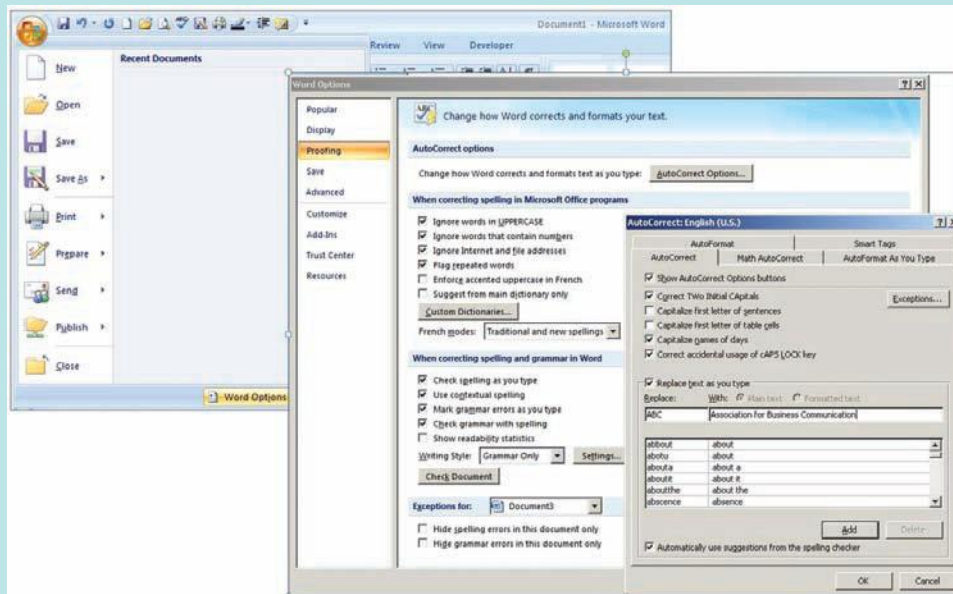 Document1 - Microsoft Word
Review View Developer
New
Open
Save
Save As
Print
Prepare
Send
Publish
Close
Recent Documents
Word Options
Word Options
Popular
Display
Proofing
Save
Advanced
Customize
Add-Ins
Trust Center
Resources
ABC
Change how Word corrects and formats your text.
AutoCorrect options
Change how Word corrects and formats text as you type: AutoCorrect Options...
When correcting spelling in Microsoft Office programs
Ignore words in UPPERCASE
Ignore words that contain numbers
Ignore Internet and file addresses
Flag repeated words
Enforce accented uppercase in French
Suggest from main dictionary only
Custom Dictionaries...
French modes: Traditional and new spellings
When correcting spelling and grammar in Word
Check spelling as you type
Use contextual spelling
Mark grammar errors as you type
Check grammar with spelling
Show readability statistics
Writing Style: Grammar Only Settings...
Check Document
Exceptions for: Document3
Hide spelling errors in this document only
Hide grammar errors in this document only
AutoCorrect: English (U.S.)
AutoFormat Smart Tags
AutoCorrect Math AutoCorrect AutoFormat As You Type
Show AutoCorrect Options buttons
Correct TWo INitial CApitals Exceptions...
Capitalize first letter of sentences
Capitalize first letter of table cells
Capitalize names of days
Correct accidental usage of cAPS LOCK key
Replace text as you type
Replace: With: Plain text Formatted text
ABC Association for Business Communication
abbout about
abotu about
abouta about a
aboutit about it
aboutthe about the
abscence absence
Add Delete
Automatically use suggestions from the spelling checker
OK Cancel